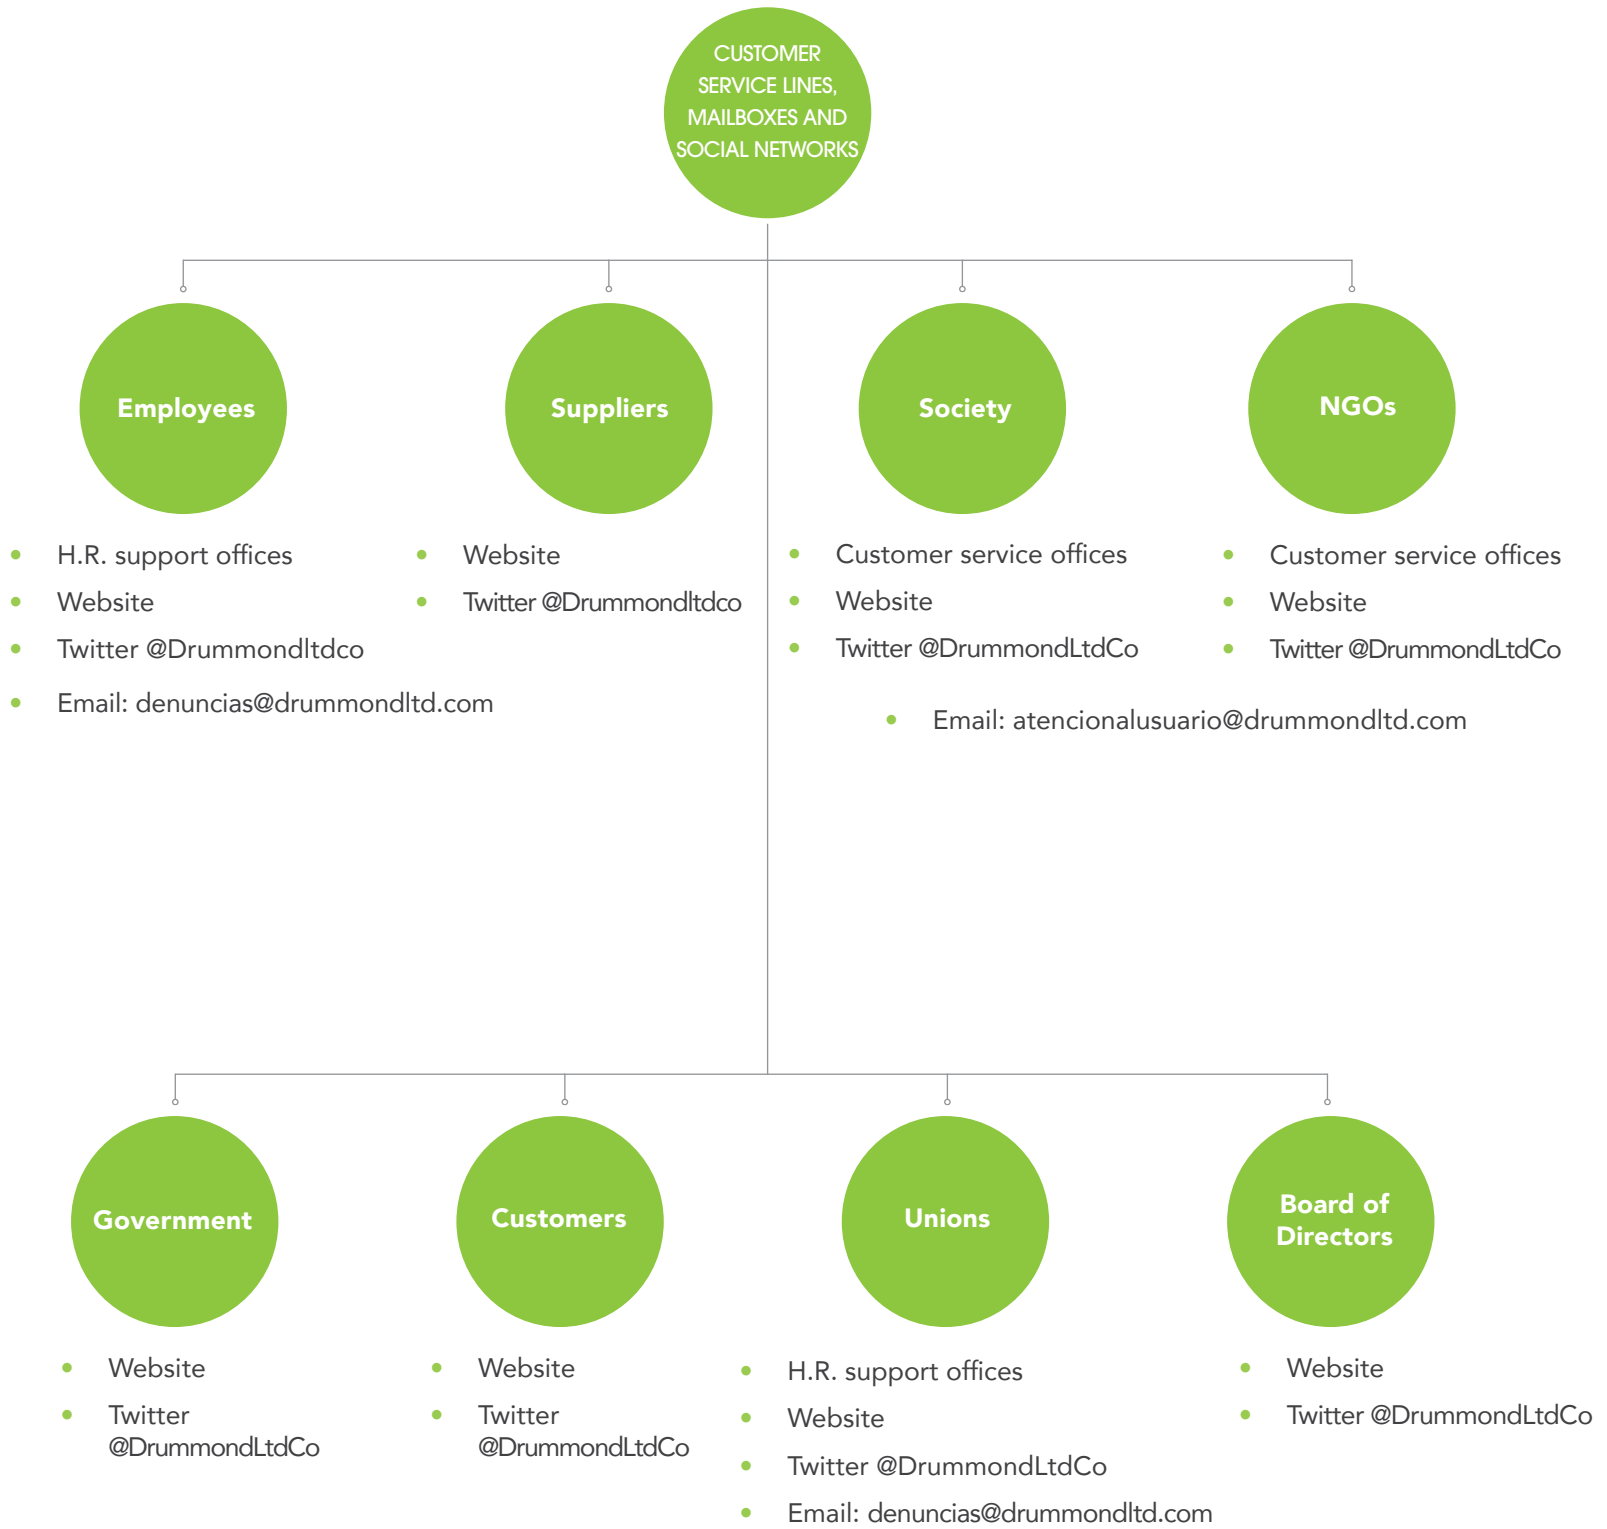 CUSTOMER
SERVICE LINES,
MAILBOXES AND
SOCIAL NETWORKS
Employees
Suppliers
Society
NGOs
• H.R. support offices
• Website
• Twitter @Drummondltdco
• Email: denuncias@drummondltd.com
• Website
• Twitter @Drummondltdco
• Customer service offices
• Website
• Twitter @DrummondLtdCo
• Customer service offices
• Website
• Twitter @DrummondLtdCo
• Email: atencionalusuario@drummondltd.com
Government
Customers
Unions
Board of
Directors
• Website
• Twitter
@DrummondLtdCo
• Website
• Twitter
@DrummondLtdCo
• H.R. support offices
• Website
• Twitter @DrummondLtdCo
• Email: denuncias@drummondltd.com
• Website
• Twitter @DrummondLtdCo